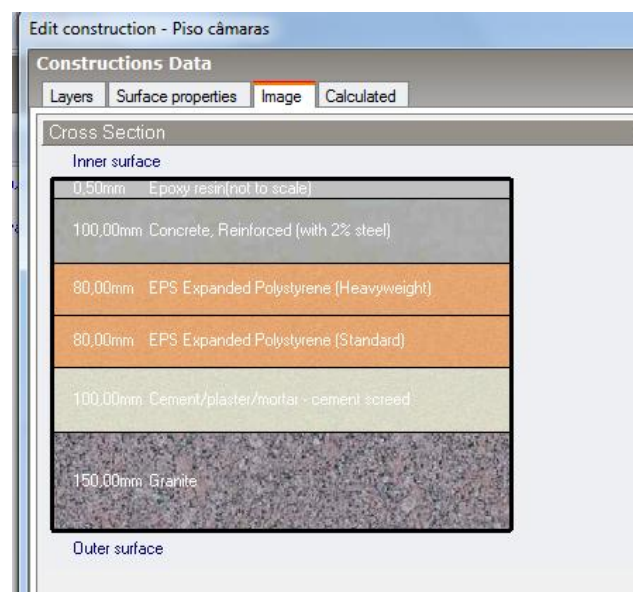 Edit construction - Piso câmaras
Constructions Data
Layers Surface properties Image Calculated
Cross Section
Inner surface
0,50mm Epoxy resin(not to scale)
100,00mm Concrete, Reinforced (with 2% steel)
80,00mm EPS Expanded Polystyrene (Heavyweight)
80,00mm EPS Expanded Polystyrene (Standard)
100,00mm Cement/plaster/mortar - cement screed
150,00mm Granite
Outer surface